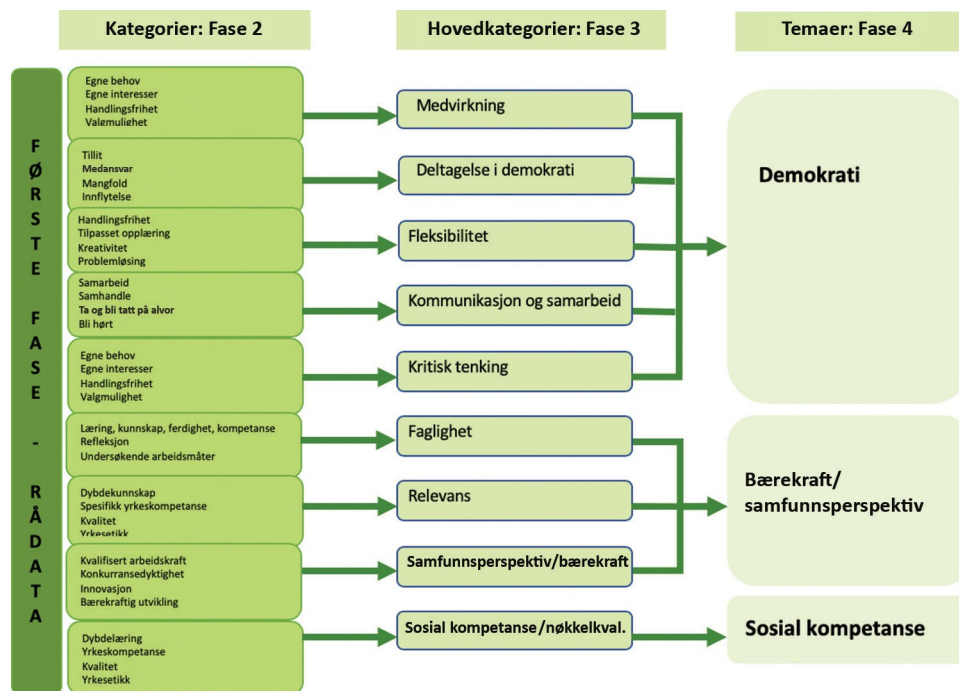 Kategorier: Fase 2
Hovedkategorier: Fase 3
Temaer: Fase 4
FØRSTE FASE - RÅDATA
Egne behov
Egne interesser
Handlingsfrihet
Valgmulighet
Medvirkning
Tillit
Medansvar
Mangfold
Innflytelse
Deltagelse i demokrati
Handlingsfrihet
Tilpasset opplæring
Kreativitet
Problemløsing
Fleksibilitet
Samarbeid
Samhandle
Ta og bli tatt på alvor
Bli hørt
Kommunikasjon og samarbeid
Egne behov
Egne interesser
Handlingsfrihet
Valgmulighet
Kritisk tenking
Demokrati
Læring, kunnskap, ferdighet, kompetanse
Refleksjon
Undersøkende arbeidsmåter
Faglighet
Dybdekunnskap
Spesifikk yrkeskompetanse
Kvalitet
Yrkesetikk
Relevans
Kvalifisert arbeidskraft
Konkurransedyktighet
Innovasjon
Bærekraftig utvikling
Samfunnsperspektiv/bærekraft
Bærekraft/
samfunnsperspektiv
Dybdelæring
Yrkeskompetanse
Kvalitet
Yrkesetikk
Sosial kompetanse/nøkkelkval.
Sosial kompetanse